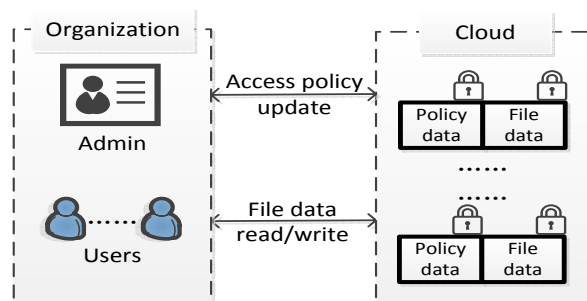 Organization
Admin
Users
Access policy
update
File data
read/write
Cloud
Policy
data
File
data
......
......
Policy
data
File
data